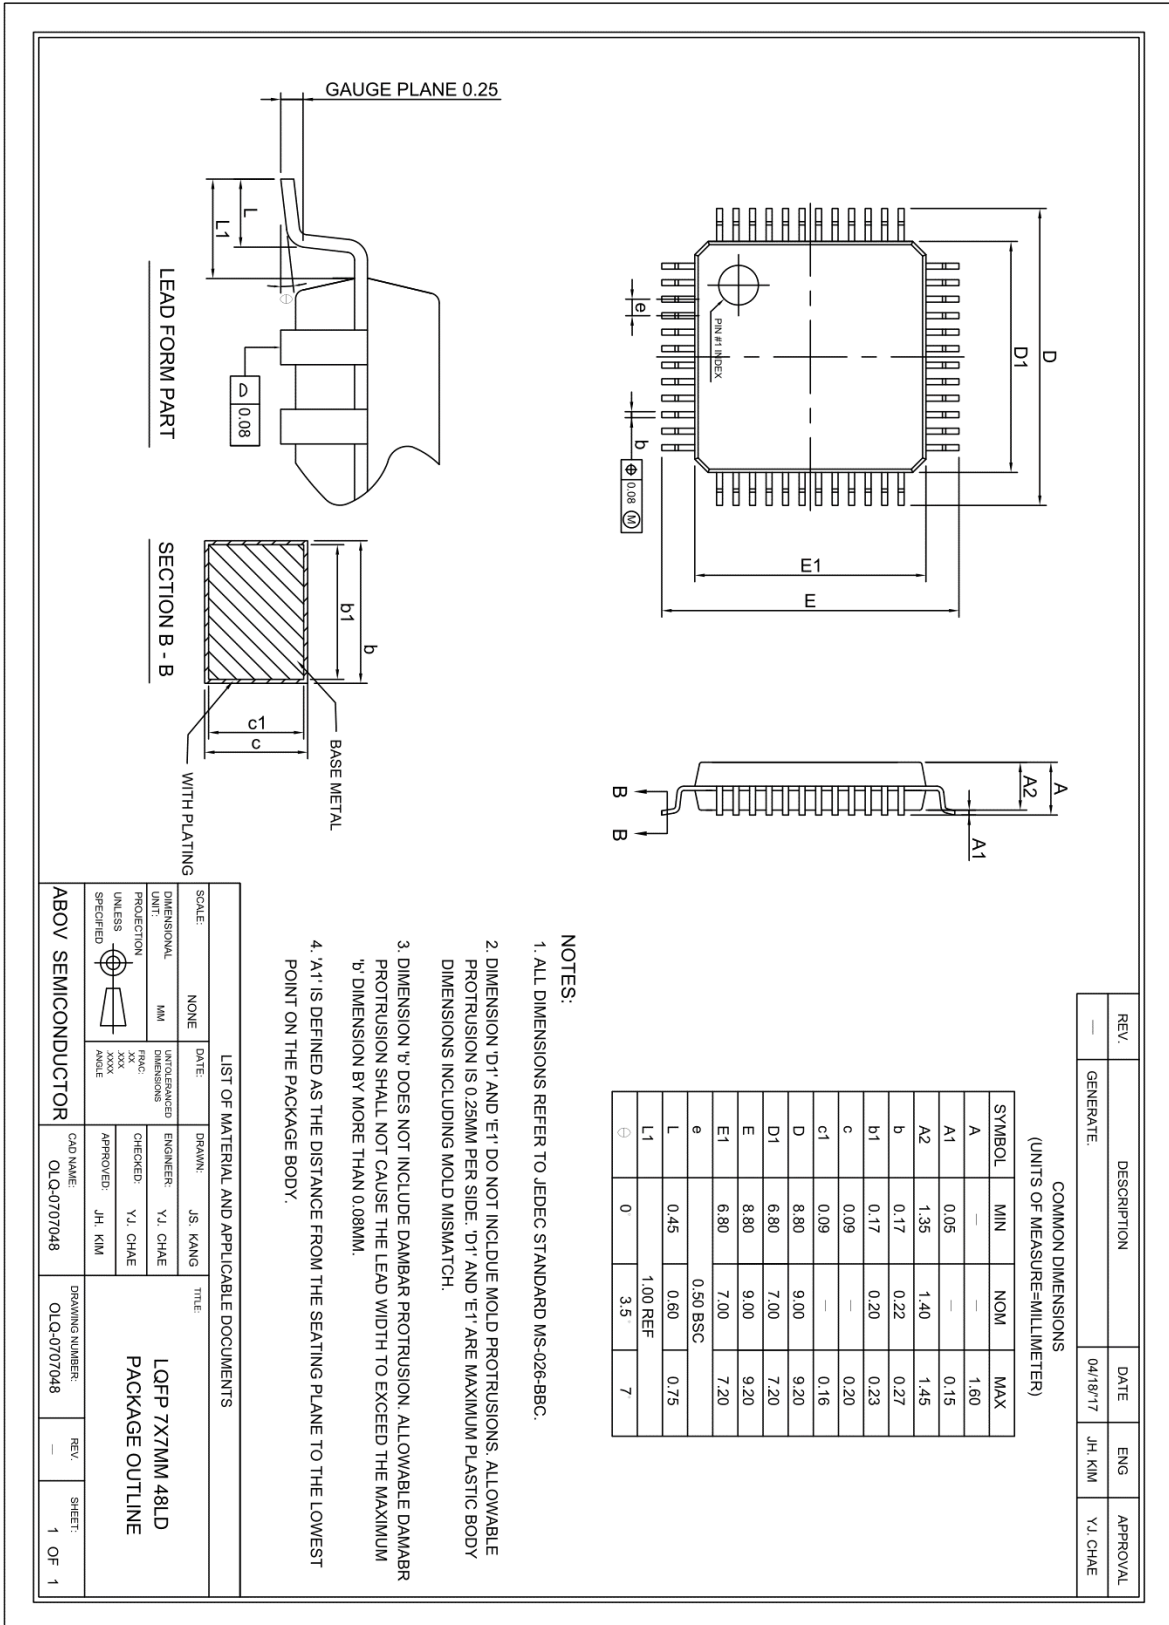 REV. DESCRIPTION DATE ENG APPROVAL
— GENERATE. 04/18/'17 JH. KIM YJ. CHAE
D
D1
PIN #1 INDEX
e
b
⌖ 0.08 Ⓜ
E1
E
A
A2
A1
B
B
COMMON DIMENSIONS
(UNITS OF MEASURE=MILLIMETER)
SYMBOL MIN NOM MAX
A — — 1.60
A1 0.05 — 0.15
A2 1.35 1.40 1.45
b 0.17 0.22 0.27
b1 0.17 0.20 0.23
c 0.09 — 0.20
c1 0.09 — 0.16
D 8.80 9.00 9.20
D1 6.80 7.00 7.20
E 8.80 9.00 9.20
E1 6.80 7.00 7.20
e 0.50 BSC
L 0.45 0.60 0.75
L1 1.00 REF
θ 0° 3.5° 7°
GAUGE PLANE 0.25
L
L1
θ
0.08
LEAD FORM PART
b
b1
c1
c
BASE METAL
WITH PLATING
SECTION B - B
NOTES:
1. ALL DIMENSIONS REFER TO JEDEC STANDARD MS-026-BBC.
2. DIMENSION 'D1' AND 'E1' DO NOT INCLDUE MOLD PROTRUSIONS. ALLOWABLE
PROTRUSION IS 0.25MM PER SIDE. 'D1' AND 'E1' ARE MAXIMUM PLASTIC BODY
DIMENSIONS INCLUDING MOLD MISMATCH.
3. DIMENSION 'b' DOES NOT INCLUDE DAMBAR PROTRUSION. ALLOWABLE DAMABR
PROTRUSION SHALL NOT CAUSE THE LEAD WIDTH TO EXCEED THE MAXIMUM
'b' DIMENSION BY MORE THAN 0.08MM.
4. 'A1' IS DEFINED AS THE DISTANCE FROM THE SEATING PLANE TO THE LOWEST
POINT ON THE PACKAGE BODY.
LIST OF MATERIAL AND APPLICABLE DOCUMENTS
SCALE: NONE
DATE:
DRAWN: JS. KANG
TITLE:
LQFP 7X7MM 48LD
PACKAGE OUTLINE
DIMENSIONAL
UNIT: MM
UNTOLERANCED
DIMENSIONS
FRAC:
.XX
.XXX
.XXXX
ANGLE
ENGINEER: YJ. CHAE
PROJECTION
UNLESS
SPECIFIED
CHECKED: YJ. CHAE
APPROVED: JH. KIM
ABOV SEMICONDUCTOR
CAD NAME:
OLQ-0707048
DRAWING NUMBER:
OLQ-0707048
REV.
—
SHEET:
1 OF 1